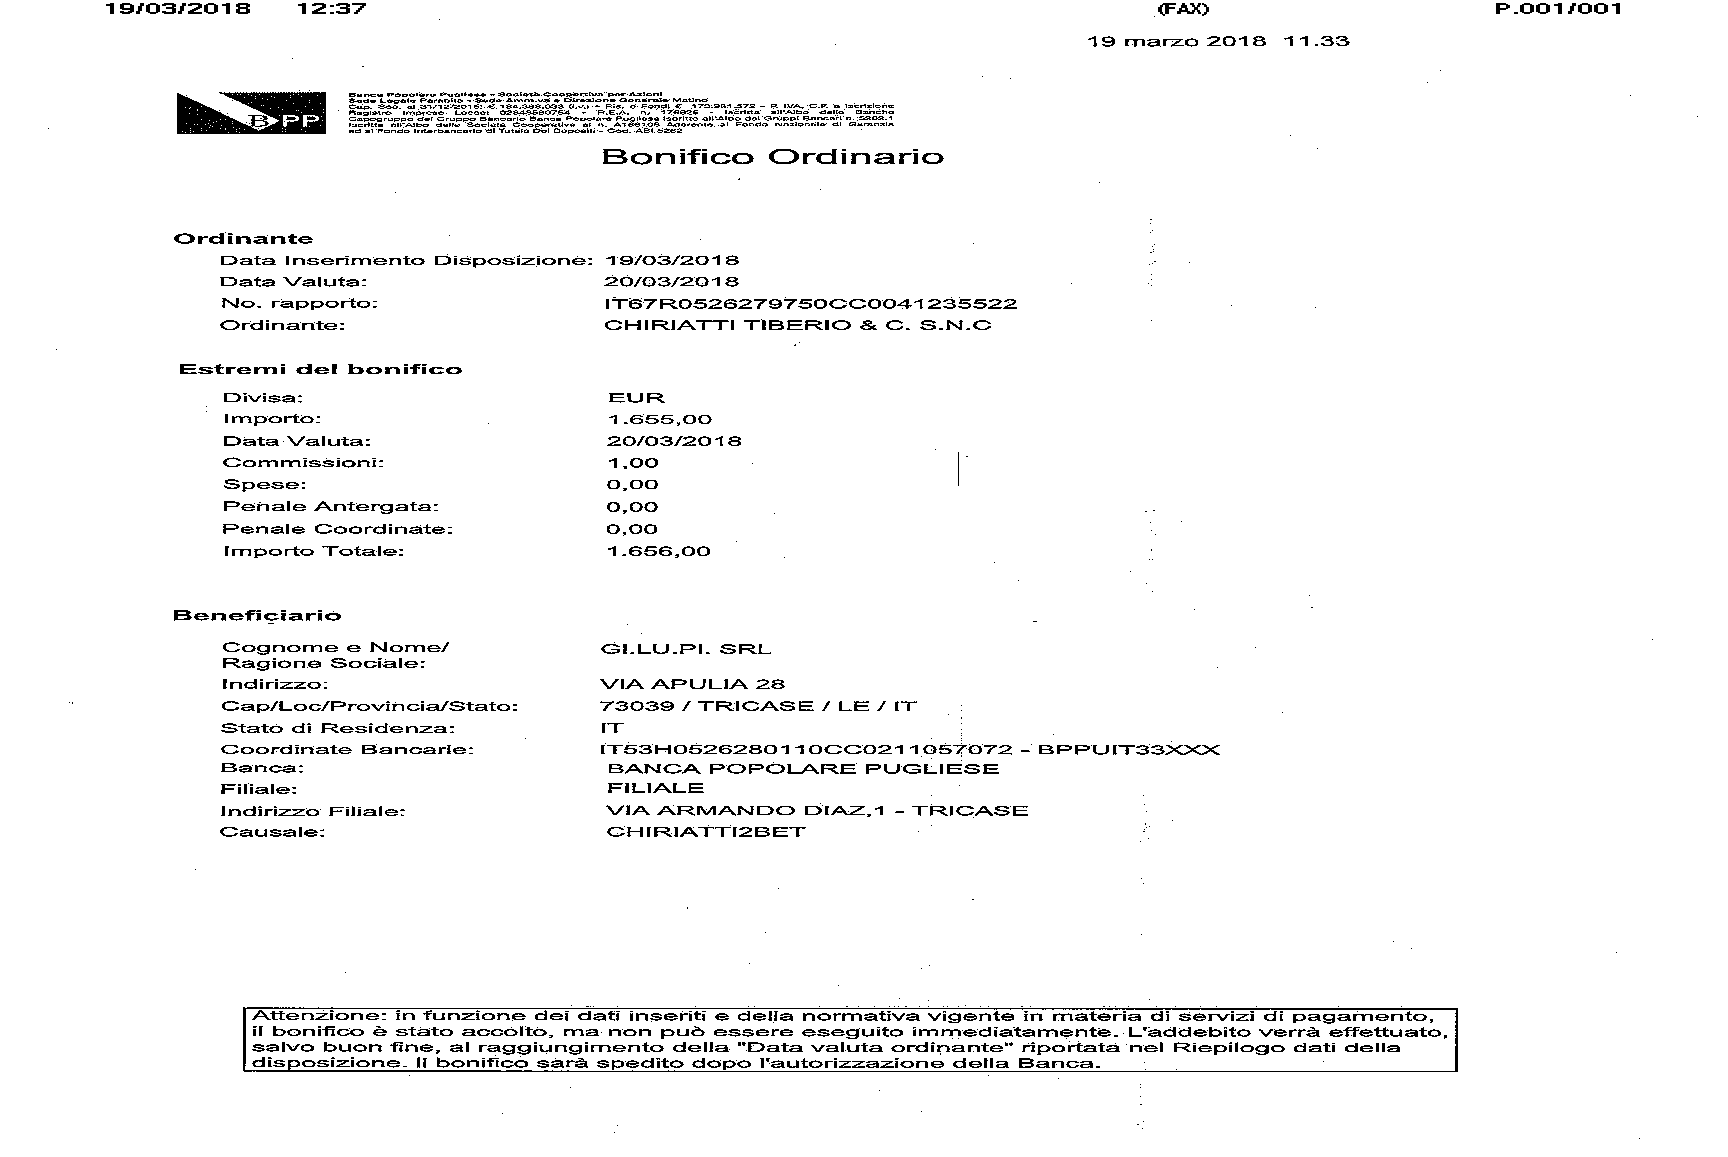 19/03/2018 12:37 (FAX) P.001/001
19 marzo 2018 11.33
BPP
Banca Popolare Pugliese - Società Cooperativa per Azioni
Sede Legale Parabita - Sede Amm.va e Direzione Generale Matino
Bonifico Ordinario
Ordinante
Data Inserimento Disposizione: 19/03/2018
Data Valuta: 20/03/2018
No. rapporto: IT67R0526279750CC0041235522
Ordinante: CHIRIATTI TIBERIO & C. S.N.C
Estremi del bonifico
Divisa: EUR
Importo: 1.655,00
Data Valuta: 20/03/2018
Commissioni: 1,00
Spese: 0,00
Penale Antergata: 0,00
Penale Coordinate: 0,00
Importo Totale: 1.656,00
Beneficiario
Cognome e Nome/ GI.LU.PI. SRL
Ragione Sociale:
Indirizzo: VIA APULIA 28
Cap/Loc/Provincia/Stato: 73039 / TRICASE / LE / IT
Stato di Residenza: IT
Coordinate Bancarie: IT53H0526280110CC0211057072 - BPPUIT33XXX
Banca: BANCA POPOLARE PUGLIESE
Filiale: FILIALE
Indirizzo Filiale: VIA ARMANDO DIAZ,1 - TRICASE
Causale: CHIRIATTI2BET
Attenzione: in funzione dei dati inseriti e della normativa vigente in materia di servizi di pagamento,
il bonifico è stato accolto, ma non può essere eseguito immediatamente. L'addebito verrà effettuato,
salvo buon fine, al raggiungimento della "Data valuta ordinante" riportata nel Riepilogo dati della
disposizione. Il bonifico sarà spedito dopo l'autorizzazione della Banca.